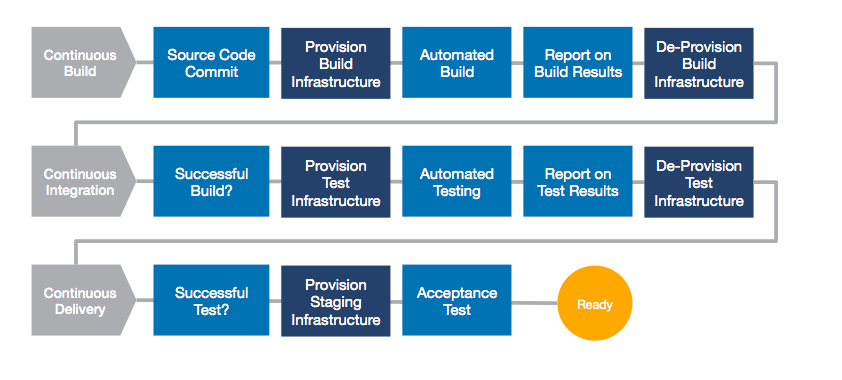 Continuous
Build
Source Code
Commit
Provision
Build
Infrastructure
Automated
Build
Report on
Build Results
De-Provision
Build
Infrastructure
Continuous
Integration
Successful
Build?
Provision
Test
Infrastructure
Automated
Testing
Report on
Test Results
De-Provision
Test
Infrastructure
Continuous
Delivery
Successful
Test?
Provision
Staging
Infrastructure
Acceptance
Test
Ready